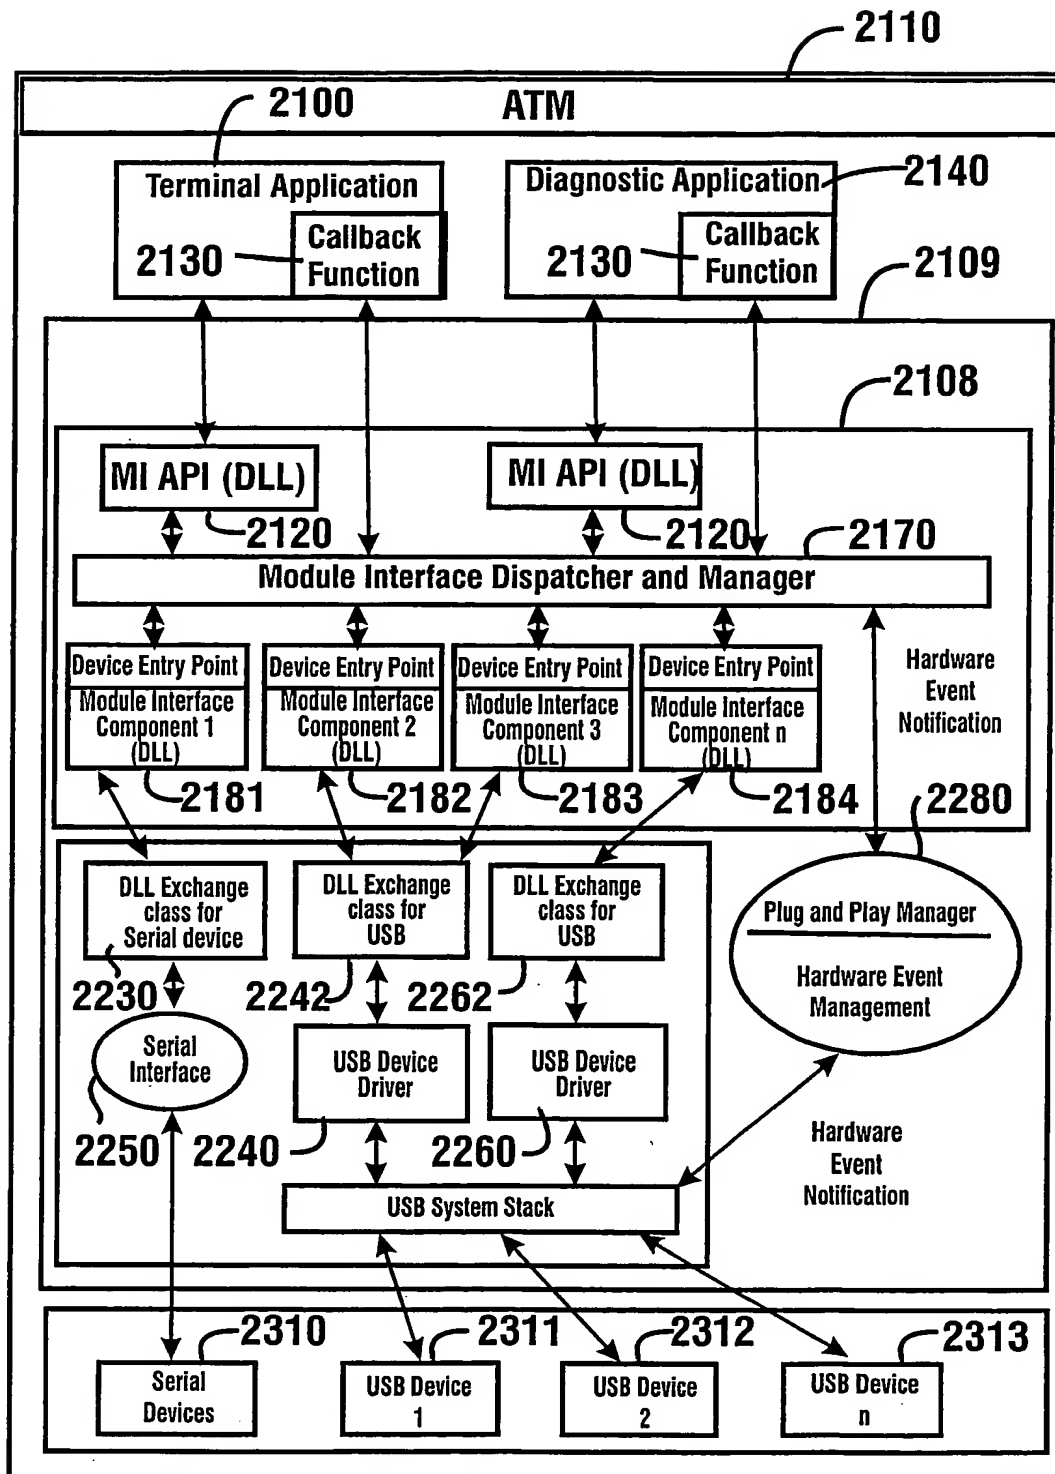 2110
ATM
2100
Terminal Application
Callback
Function
2130
Diagnostic Application
2140
Callback
Function
2130
2109
2108
MI API (DLL)
2120
MI API (DLL)
2120
2170
Module Interface Dispatcher and Manager
Device Entry Point
Module Interface
Component 1
(DLL)
2181
Device Entry Point
Module Interface
Component 2
(DLL)
2182
Device Entry Point
Module Interface
Component 3
(DLL)
2183
Device Entry Point
Module Interface
Component n
(DLL)
2184
Hardware
Event
Notification
2280
DLL Exchange
class for
Serial device
2230
DLL Exchange
class for
USB
2242
DLL Exchange
class for
USB
2262
Plug and Play Manager
Hardware Event
Management
Serial
Interface
2250
USB Device
Driver
2240
USB Device
Driver
2260
Hardware
Event
Notification
USB System Stack
2310
Serial
Devices
2311
USB Device
1
2312
USB Device
2
2313
USB Device
n